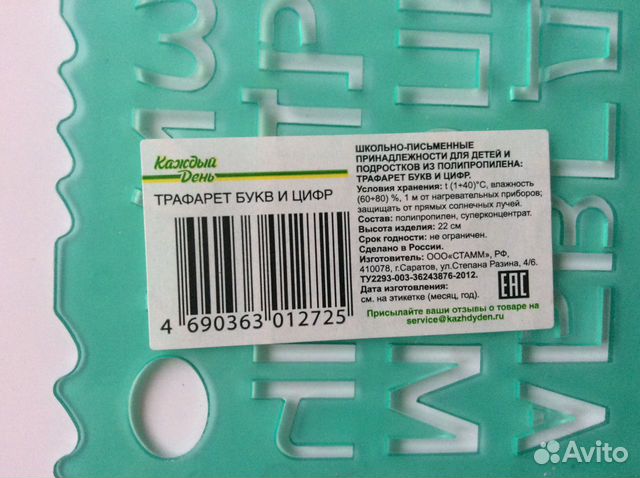 Каждый
День
ТРАФАРЕТ БУКВ И ЦИФР
4 690363 012725
ШКОЛЬНО-ПИСЬМЕННЫЕ
ПРИНАДЛЕЖНОСТИ ДЛЯ ДЕТЕЙ И
ПОДРОСТКОВ ИЗ ПОЛИПРОПИЛЕНА:
ТРАФАРЕТ БУКВ И ЦИФР.
Условия хранения: t (1+40)°С, влажность
(60+80) %, 1 м от нагревательных приборов;
защищать от прямых солнечных лучей.
Состав: полипропилен, суперконцентрат.
Высота изделия: 22 см
Срок годности: не ограничен.
Сделано в России.
Изготовитель: ООО«СТАММ», РФ,
410078, г.Саратов, ул.Степана Разина, 4/6.
ТУ2293-003-36243876-2012.
Дата изготовления:
см. на этикетке (месяц, год).
EAC
Присылайте ваши отзывы о товаре на
service@kazhdyden.ru
Avito